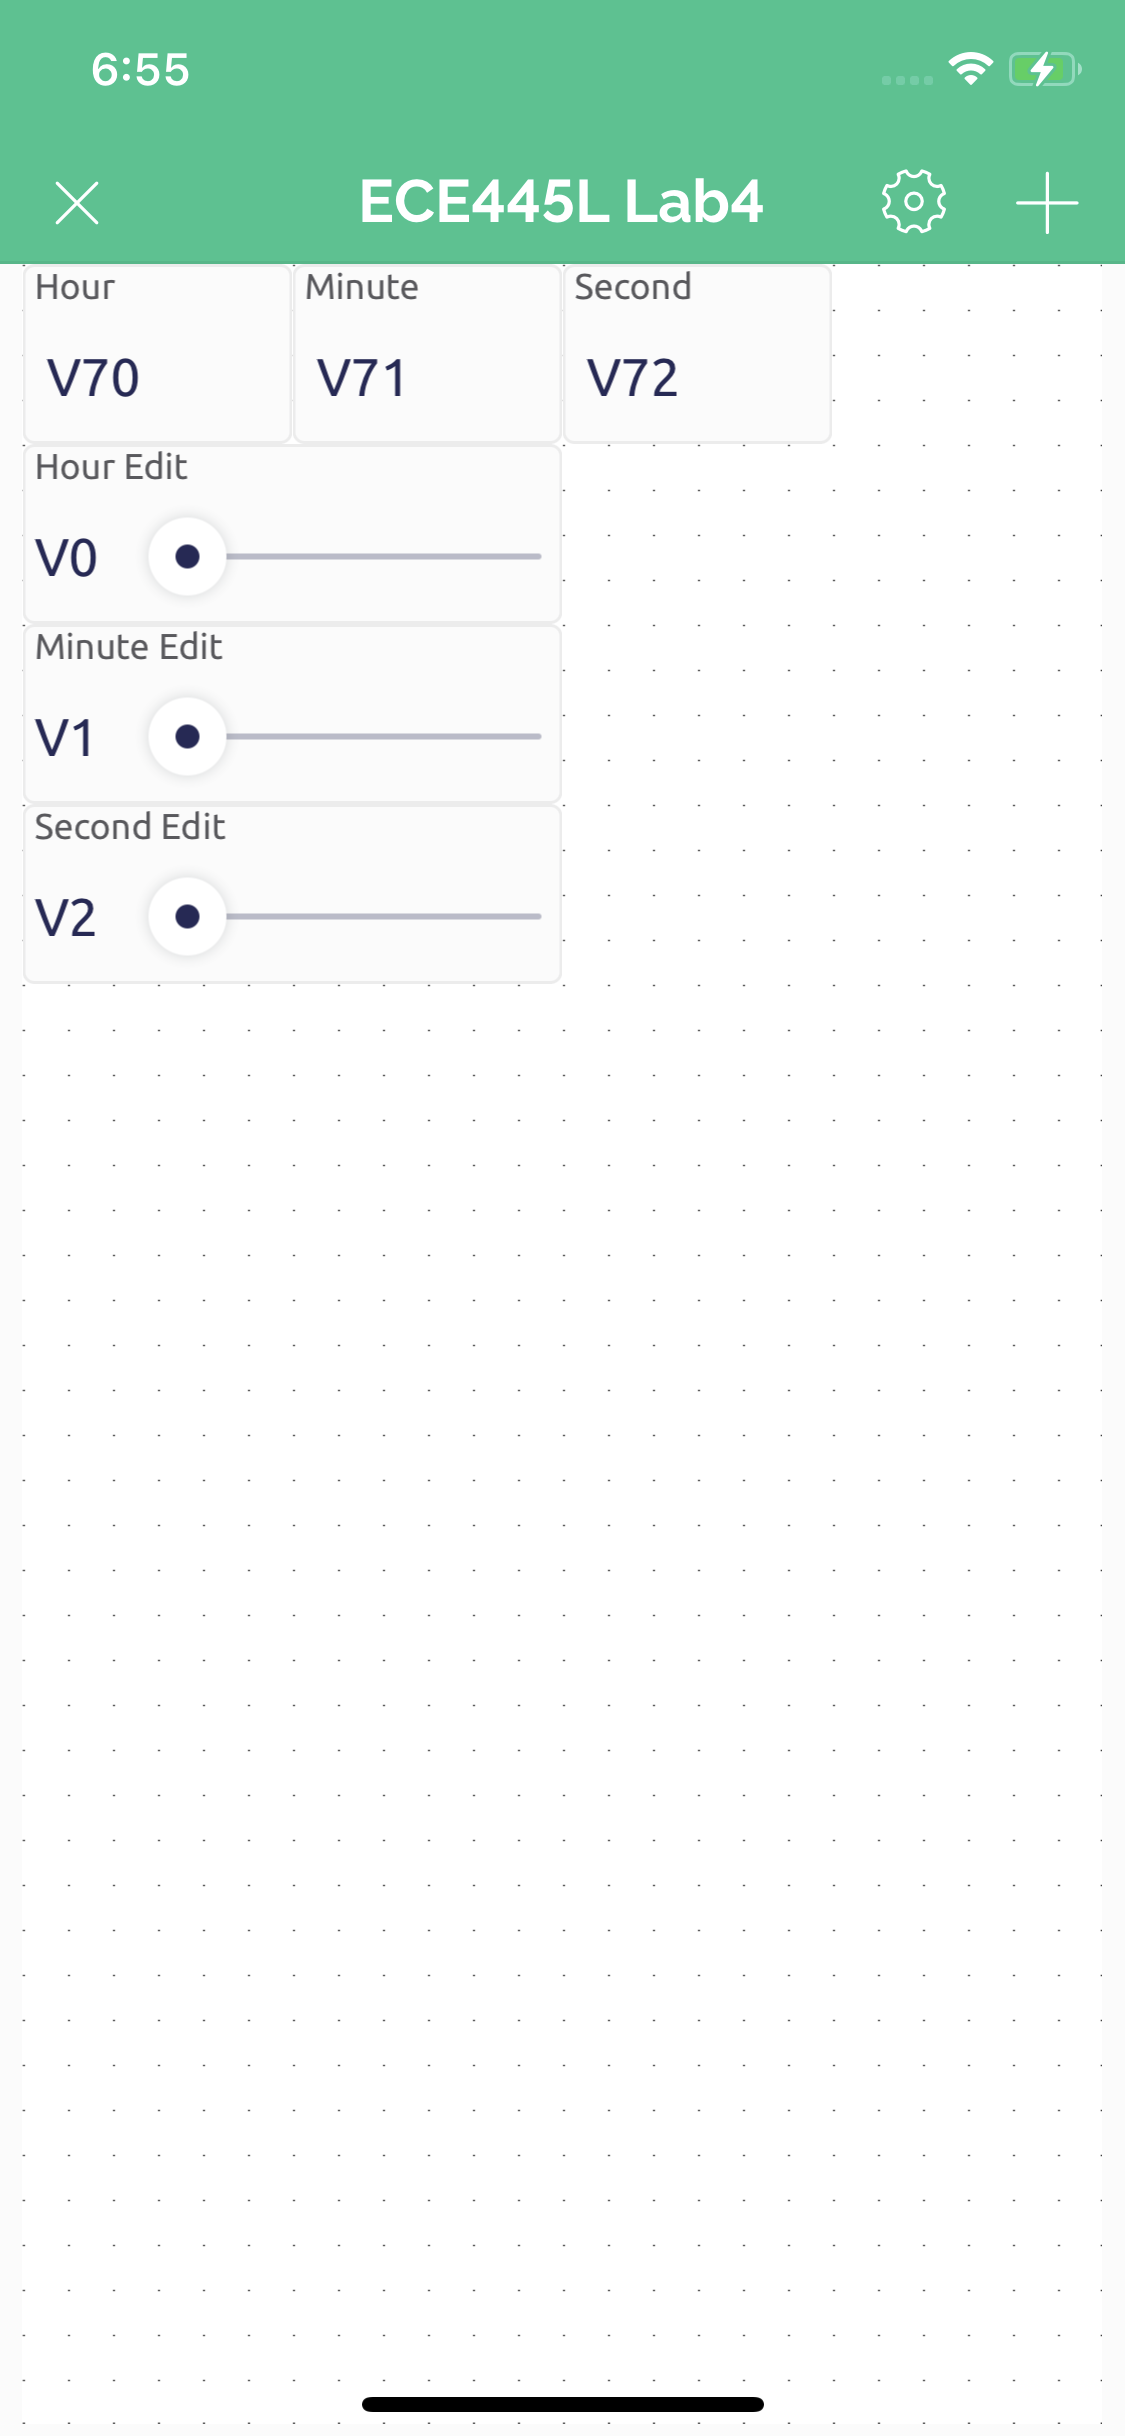 6:55
ECE445L Lab4
Hour Minute Second
V70 V71 V72
Hour Edit
V0
Minute Edit
V1
Second Edit
V2